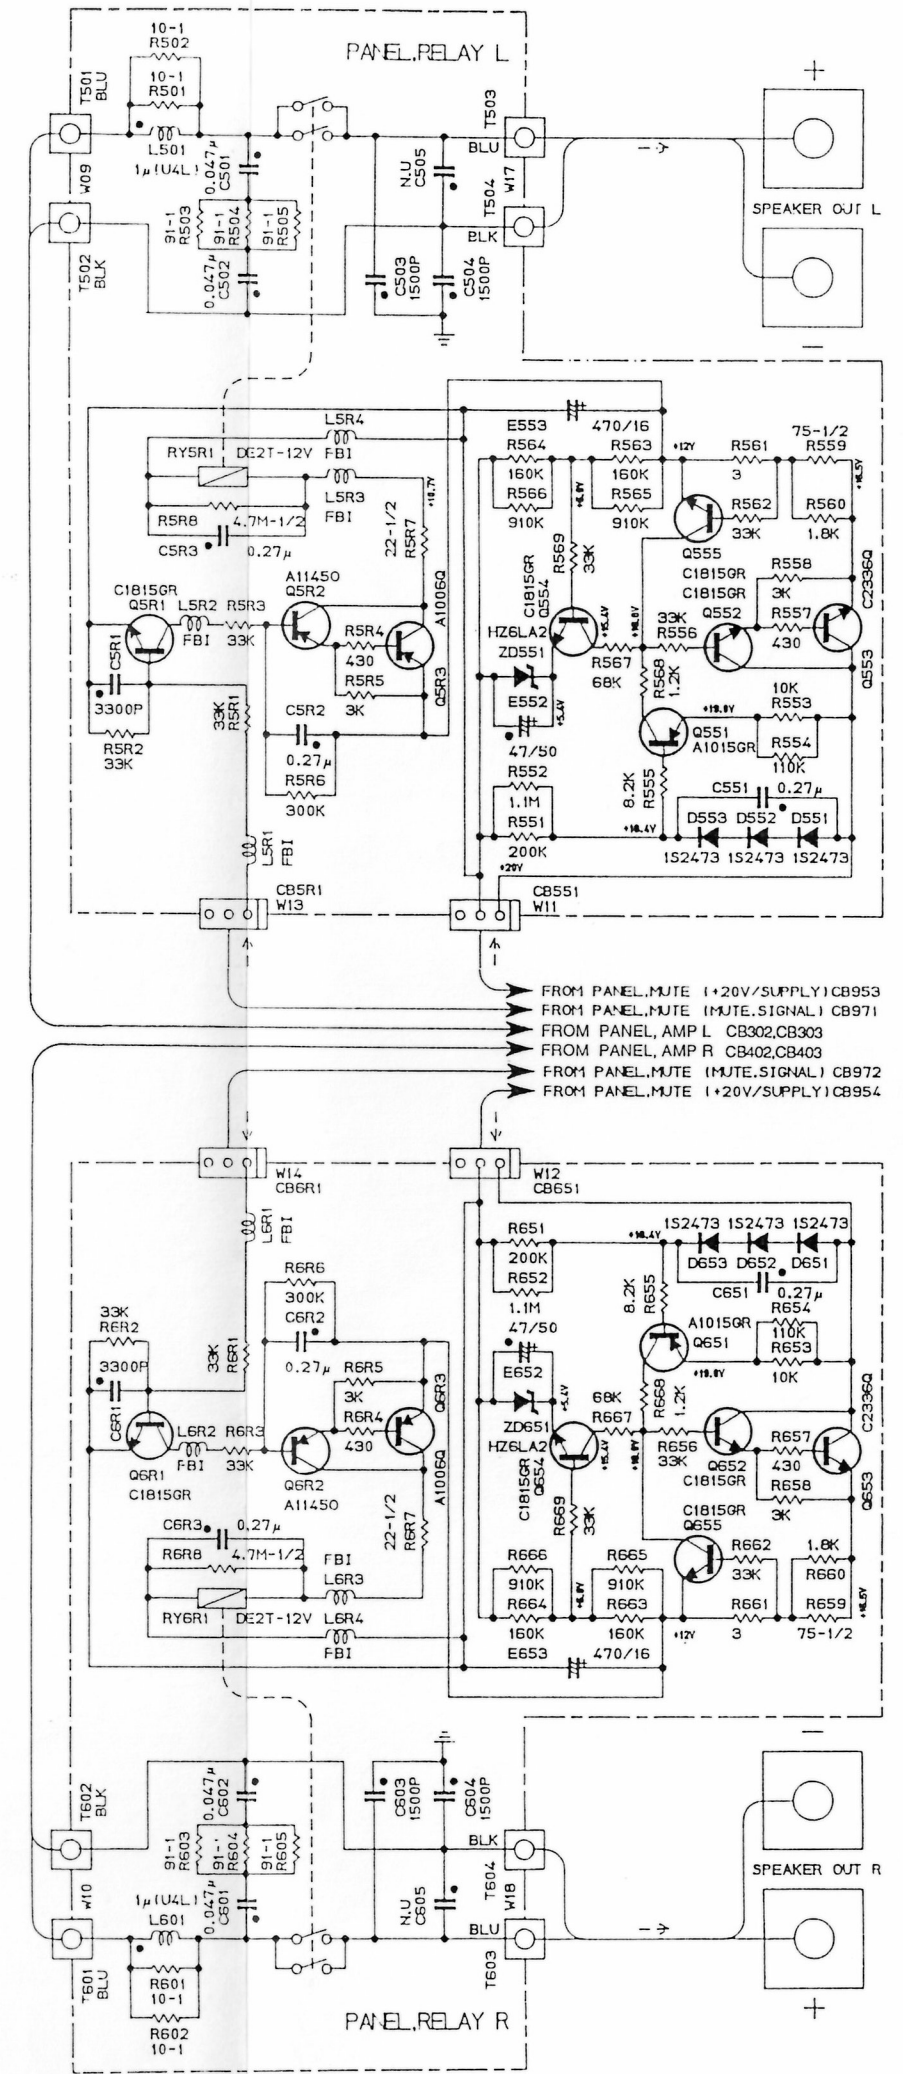 PANEL,RELAY L
10-1
R502
10-1
R501
L501
1μ(U4L)
T501
BLU
W09
T502
BLK
0.047μ
C501
91-1
R503
91-1
R504
91-1
R505
0.047μ
C502
N.U
C505
C503
1500P
C504
1500P
T503
BLU
T504
BLK
W17
+
SPEAKER OUT L
−
L5R4
FBI
RY5R1
DE2T-12V
L5R3
FBI
R5R8
4.7M-1/2
C5R3
0.27μ
22-1/2
R5R7
C1815GR
Q5R1
L5R2
FBI
R5R3
33K
A1145O
Q5R2
R5R4
430
R5R5
3K
A1006Q
Q5R3
C5R1
3300P
R5R2
33K
33K
R5R1
C5R2
0.27μ
R5R6
300K
L5R1
FBI
CB5R1
W13
E553
470/16
R564
160K
R566
910K
R563
160K
R565
910K
+12V
R561
3
75-1/2
R559
R562
33K
R560
1.8K
Q555
C1815GR
R569
33K
C1815GR
Q554
HZ6LA2
ZD551
E552
47/50
+5.4V
+15.4V
R567
68K
33K
R556
C1815GR
Q552
R558
3K
R557
430
C2336Q
Q553
R568
1.2K
Q551
A1015GR
10K
R553
R554
110K
R552
1.1M
R551
200K
8.2K
R555
C551
0.27μ
D553
D552
D551
1S2473
1S2473
1S2473
+20V
CB551
W11
FROM PANEL,MUTE (+20V/SUPPLY)CB953
FROM PANEL,MUTE (MUTE.SIGNAL) CB971
FROM PANEL, AMP L CB302,CB303
FROM PANEL, AMP R CB402,CB403
FROM PANEL,MUTE (MUTE.SIGNAL) CB972
FROM PANEL,MUTE (+20V/SUPPLY)CB954
W14
CB6R1
W12
CB651
L6R1
FBI
R6R6
300K
C6R2
0.27μ
33K
R6R2
3300P
C6R1
33K
R6R1
R6R5
3K
R6R4
430
Q6R3
A1006Q
L6R2
FBI
R6R3
33K
Q6R1
C1815GR
Q6R2
A1145O
22-1/2
R6R7
C6R3
0.27μ
R6R8
4.7M-1/2
RY6R1
DE2T-12V
FBI
L6R3
L6R4
FBI
R651
200K
R652
1.1M
47/50
E652
ZD651
HZ6LA2
+5.4V
C1815GR
Q654
R669
33K
1S2473
1S2473
1S2473
D653
D652
D651
C651
0.27μ
8.2K
R655
A1015GR
Q651
R654
110K
R653
10K
68K
R667
+15.4V
R668
1.2K
R656
33K
Q652
C1815GR
R657
430
R658
3K
C2336Q
Q653
C1815GR
Q655
R662
33K
1.8K
R660
R666
910K
R664
160K
R665
910K
R663
160K
+12V
R661
3
R659
75-1/2
E653
470/16
T602
BLK
W10
T601
BLU
0.047μ
C602
91-1
R603
91-1
R604
91-1
R605
1μ(U4L)
L601
0.047μ
C601
R601
10-1
R602
10-1
C603
1500P
C604
1500P
N.U
C605
BLK
T604
W18
BLU
T603
−
SPEAKER OUT R
+
PANEL,RELAY R